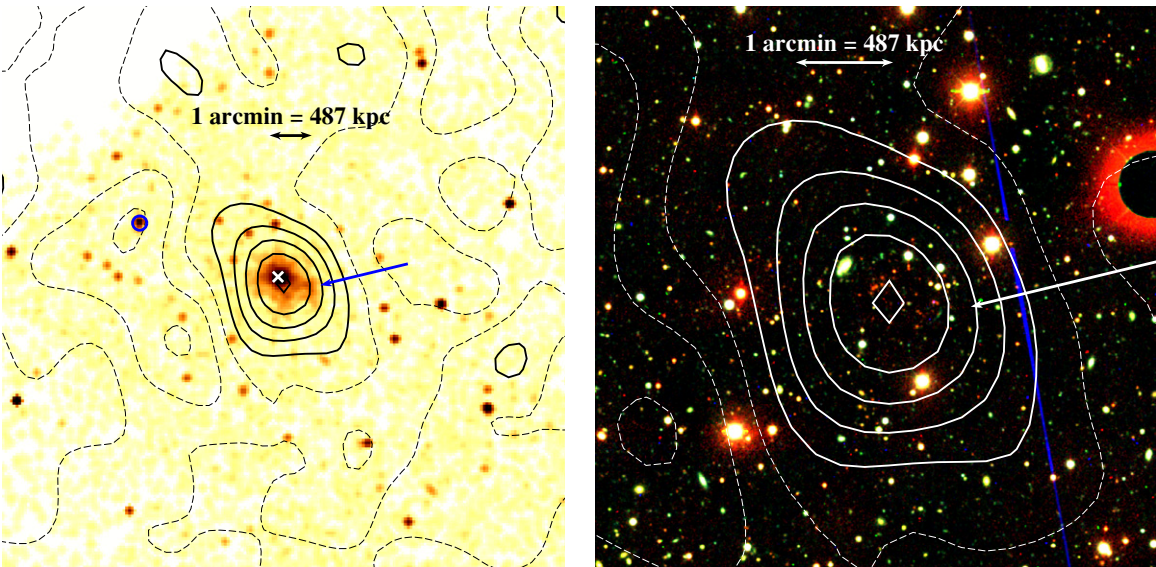 1 arcmin = 487 kpc
1 arcmin = 487 kpc